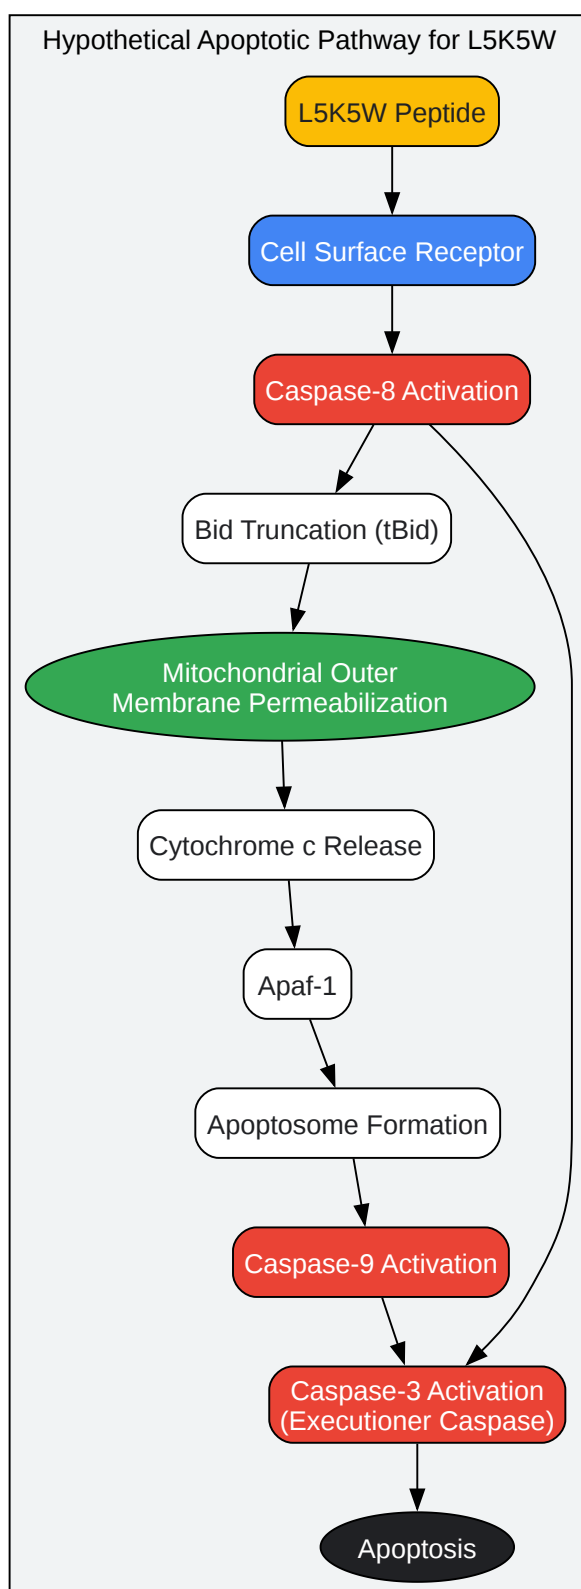 Hypothetical Apoptotic Pathway for L5K5W
L5K5W Peptide
Cell Surface Receptor
Caspase-8 Activation
Bid Truncation (tBid)
Mitochondrial Outer
Membrane Permeabilization
Cytochrome c Release
Apaf-1
Apoptosome Formation
Caspase-9 Activation
Caspase-3 Activation
(Executioner Caspase)
Apoptosis